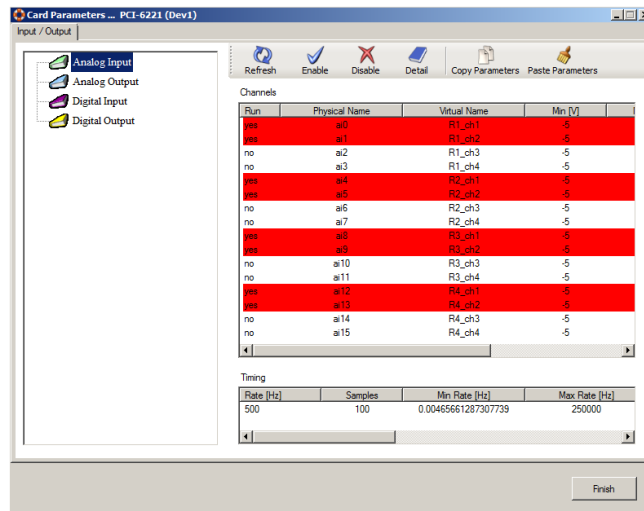 Card Parameters ... PCI-6221 (Dev1)
Input / Output
Analog Input
Analog Output
Digital Input
Digital Output
Refresh Enable Disable Detail Copy Parameters Paste Parameters
Channels
Run Physical Name Virtual Name Min [V]
yes ai0 R1_ch1 -5
yes ai1 R1_ch2 -5
no ai2 R1_ch3 -5
no ai3 R1_ch4 -5
yes ai4 R2_ch1 -5
yes ai5 R2_ch2 -5
no ai6 R2_ch3 -5
no ai7 R2_ch4 -5
yes ai8 R3_ch1 -5
yes ai9 R3_ch2 -5
no ai10 R3_ch3 -5
no ai11 R3_ch4 -5
yes ai12 R4_ch1 -5
yes ai13 R4_ch2 -5
no ai14 R4_ch3 -5
no ai15 R4_ch4 -5
Timing
Rate [Hz] Samples Min Rate [Hz] Max Rate [Hz]
500 100 0.00465661287307739 250000
Finish